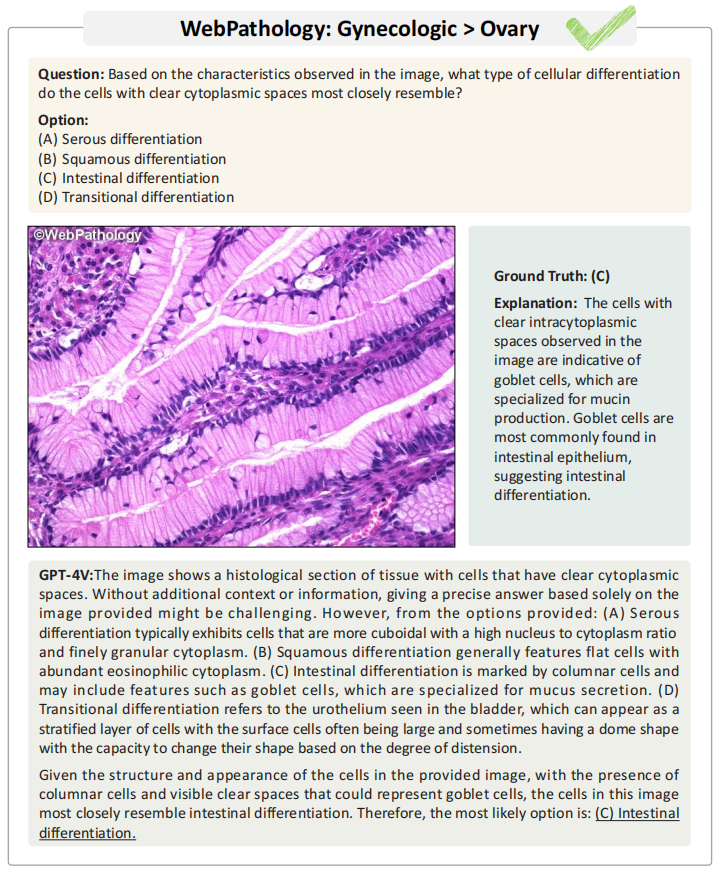 WebPathology: Gynecologic > Ovary
Question: Based on the characteristics observed in the image, what type of cellular differentiation
do the cells with clear cytoplasmic spaces most closely resemble?
Option:
(A) Serous differentiation
(B) Squamous differentiation
(C) Intestinal differentiation
(D) Transitional differentiation
©WebPathology
Ground Truth: (C)
Explanation: The cells with
clear intracytoplasmic
spaces observed in the
image are indicative of
goblet cells, which are
specialized for mucin
production. Goblet cells are
most commonly found in
intestinal epithelium,
suggesting intestinal
differentiation.
GPT-4V:The image shows a histological section of tissue with cells that have clear cytoplasmic
spaces. Without additional context or information, giving a precise answer based solely on the
image provided might be challenging. However, from the options provided: (A) Serous
differentiation typically exhibits cells that are more cuboidal with a high nucleus to cytoplasm ratio
and finely granular cytoplasm. (B) Squamous differentiation generally features flat cells with
abundant eosinophilic cytoplasm. (C) Intestinal differentiation is marked by columnar cells and
may include features such as goblet cells, which are specialized for mucus secretion. (D)
Transitional differentiation refers to the urothelium seen in the bladder, which can appear as a
stratified layer of cells with the surface cells often being large and sometimes having a dome shape
with the capacity to change their shape based on the degree of distension.
Given the structure and appearance of the cells in the provided image, with the presence of
columnar cells and visible clear spaces that could represent goblet cells, the cells in this image
most closely resemble intestinal differentiation. Therefore, the most likely option is: (C) Intestinal
differentiation.